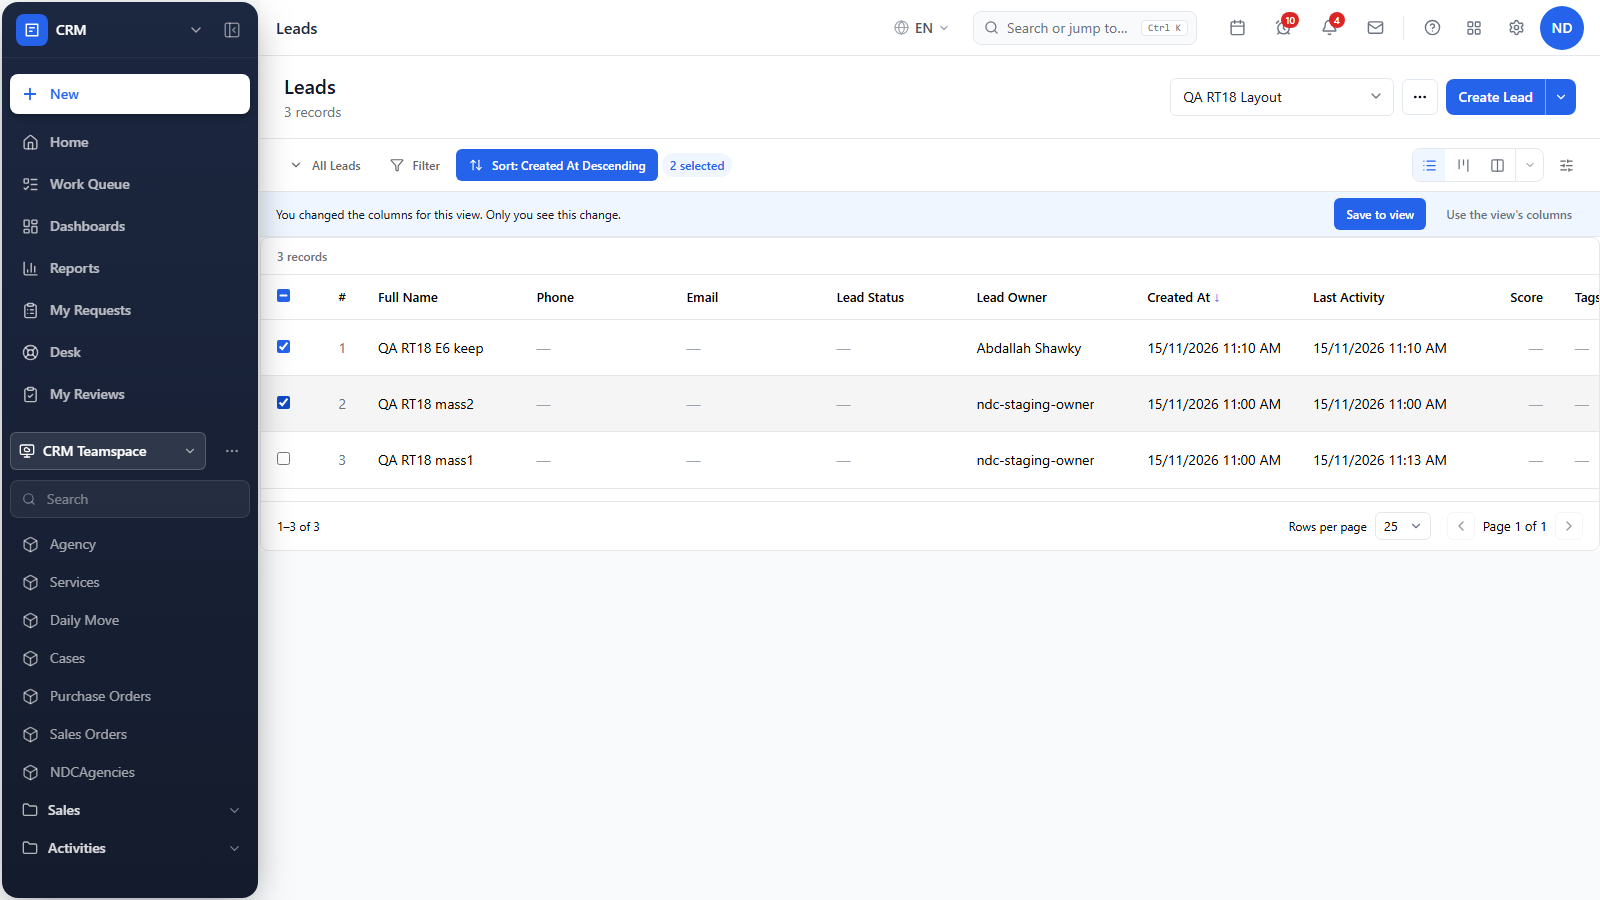 CRM
Leads
EN
Search or jump to...
Ctrl K
10
4
ND
New
Home
Work Queue
Dashboards
Reports
My Requests
Desk
My Reviews
CRM Teamspace
Search
Agency
Services
Daily Move
Cases
Purchase Orders
Sales Orders
NDCAgencies
Sales
Activities
Leads
3 records
QA RT18 Layout
Create Lead
All Leads
Filter
Sort: Created At Descending
2 selected
You changed the columns for this view. Only you see this change.
Save to view
Use the view's columns
3 records
# Full Name Phone Email Lead Status Lead Owner Created At ↓ Last Activity Score Tags
1 QA RT18 E6 keep — — — Abdallah Shawky 15/11/2026 11:10 AM 15/11/2026 11:10 AM — —
2 QA RT18 mass2 — — — ndc-staging-owner 15/11/2026 11:00 AM 15/11/2026 11:00 AM — —
3 QA RT18 mass1 — — — ndc-staging-owner 15/11/2026 11:00 AM 15/11/2026 11:13 AM — —
1–3 of 3
Rows per page 25
Page 1 of 1